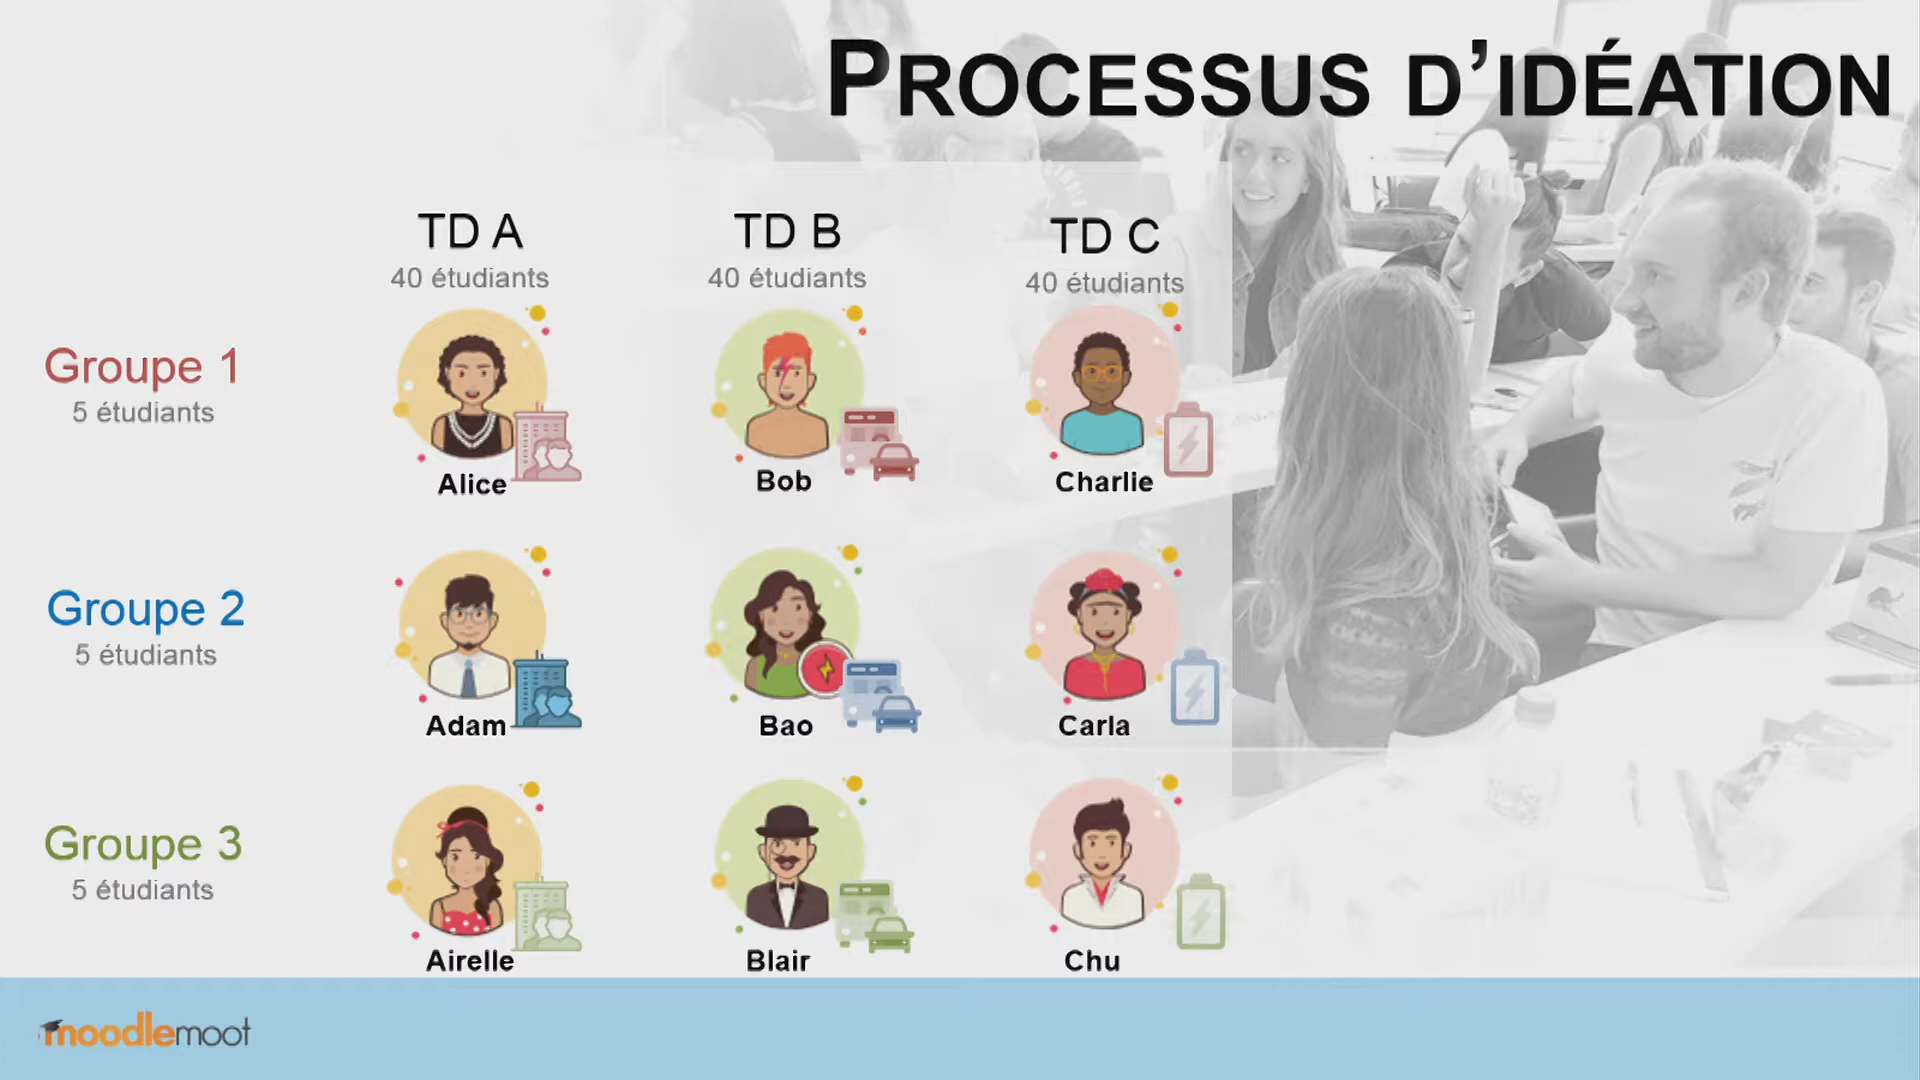 PROCESSUS D’IDÉATION
TD A
TD B
TD C
40 étudiants
40 étudiants
40 étudiants
Groupe 1
5 étudiants
Alice
Bob
Charlie
Groupe 2
5 étudiants
Adam
Bao
Carla
Groupe 3
5 étudiants
Airelle
Blair
Chu
moodlemoot